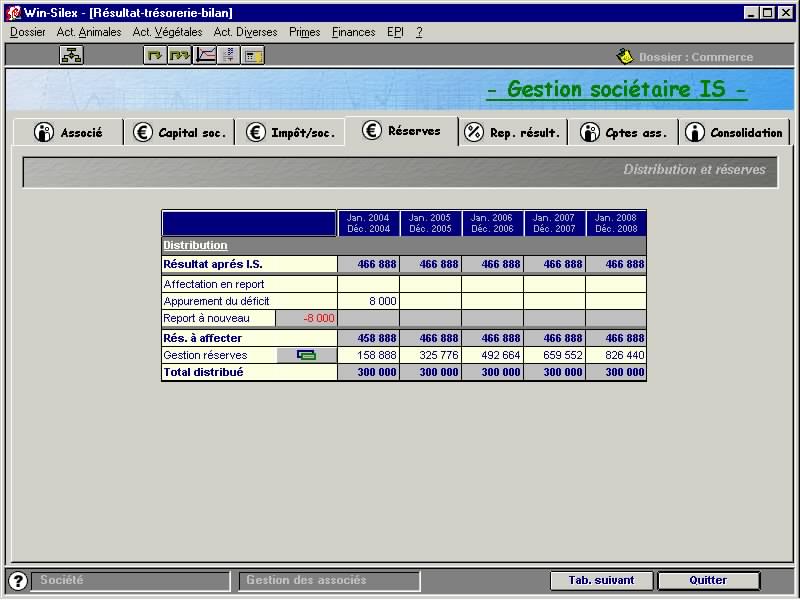 Win-Silex - [Résultat-trésorerie-bilan]
Dossier Act. Animales Act. Végétales Act. Diverses Primes Finances EPI ?
Dossier : Commerce
- Gestion sociétaire IS -
Associé Capital soc. Impôt/soc. Réserves Rep. résult. Cptes ass. Consolidation
Distribution et réserves
Jan. 2004 Jan. 2005 Jan. 2006 Jan. 2007 Jan. 2008
Déc. 2004 Déc. 2005 Déc. 2006 Déc. 2007 Déc. 2008
Distribution
Résultat aprés I.S. 466 888 466 888 466 888 466 888 466 888
Affectation en report
Appurement du déficit 8 000
Report à nouveau -8 000
Rés. à affecter 458 888 466 888 466 888 466 888 466 888
Gestion réserves 158 888 325 776 492 664 659 552 826 440
Total distribué 300 000 300 000 300 000 300 000 300 000
? Société Gestion des associés Tab. suivant Quitter